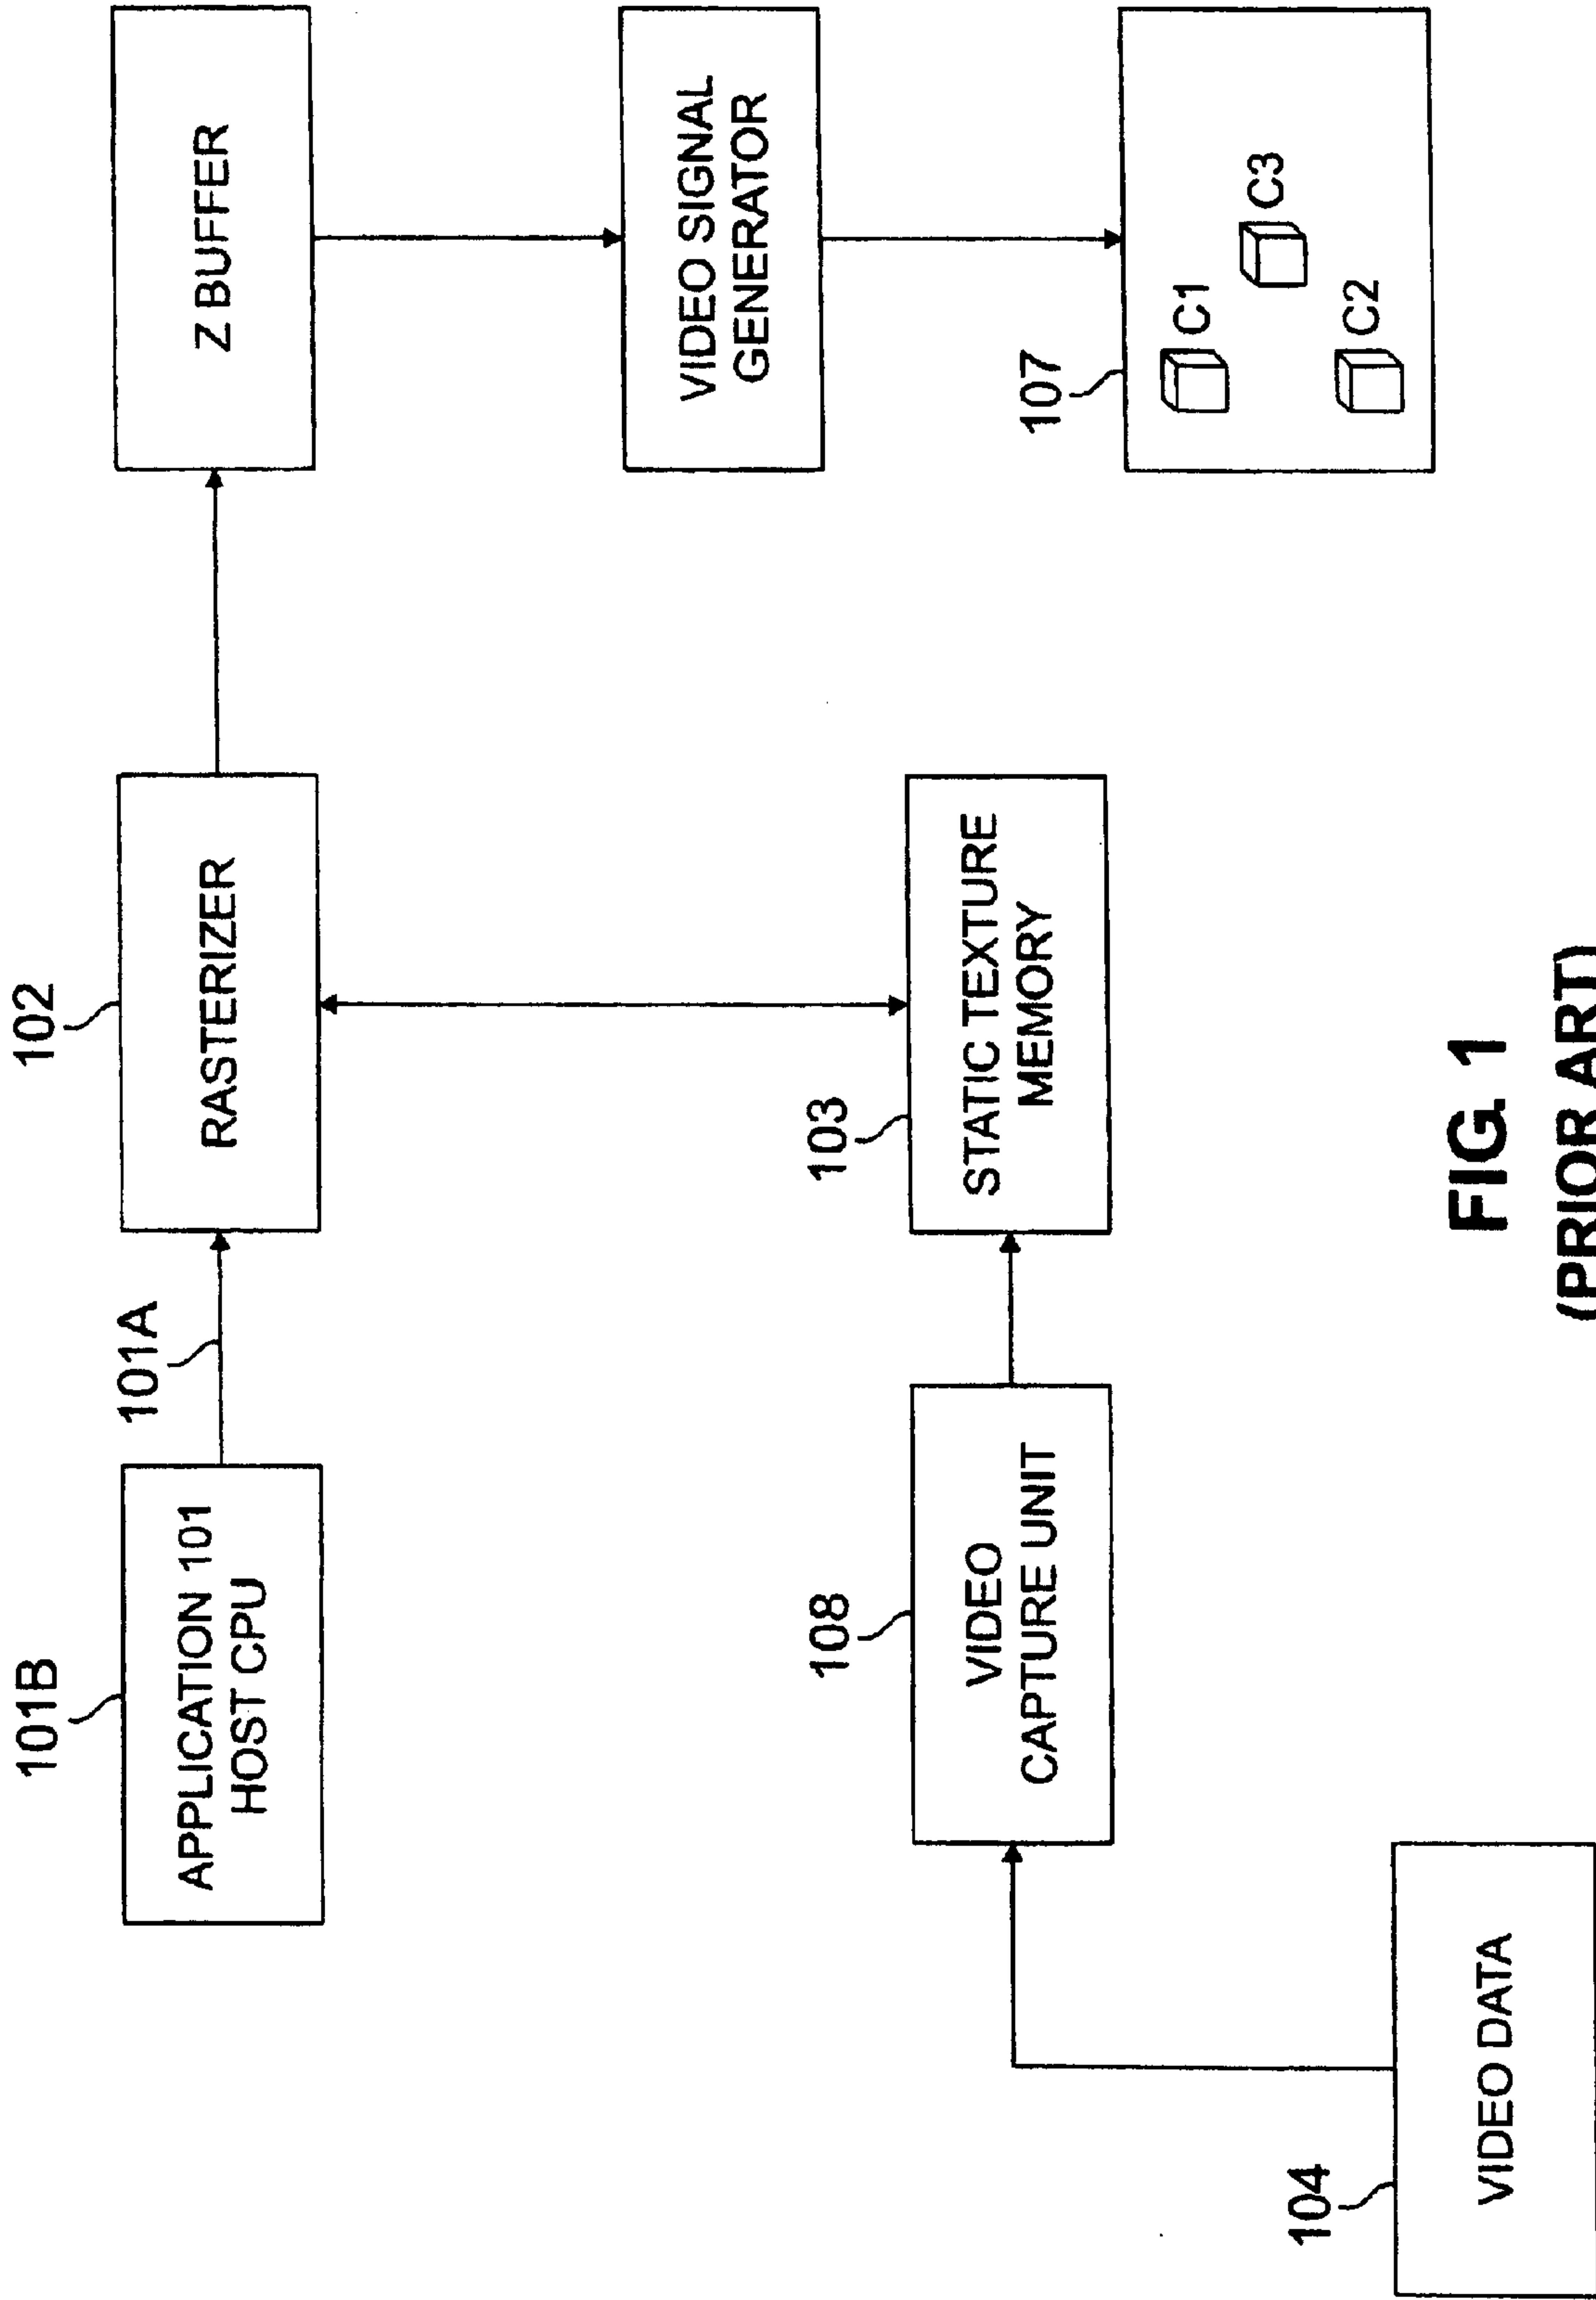 101B
APPLICATION 101
HOST CPU
101A
102
RASTERIZER
Z BUFFER
108
VIDEO
CAPTURE UNIT
103
STATIC TEXTURE
MEMORY
VIDEO SIGNAL
GENERATOR
104
VIDEO DATA
107
C1
C2
C3
FIG. 1
(PRIOR ART)